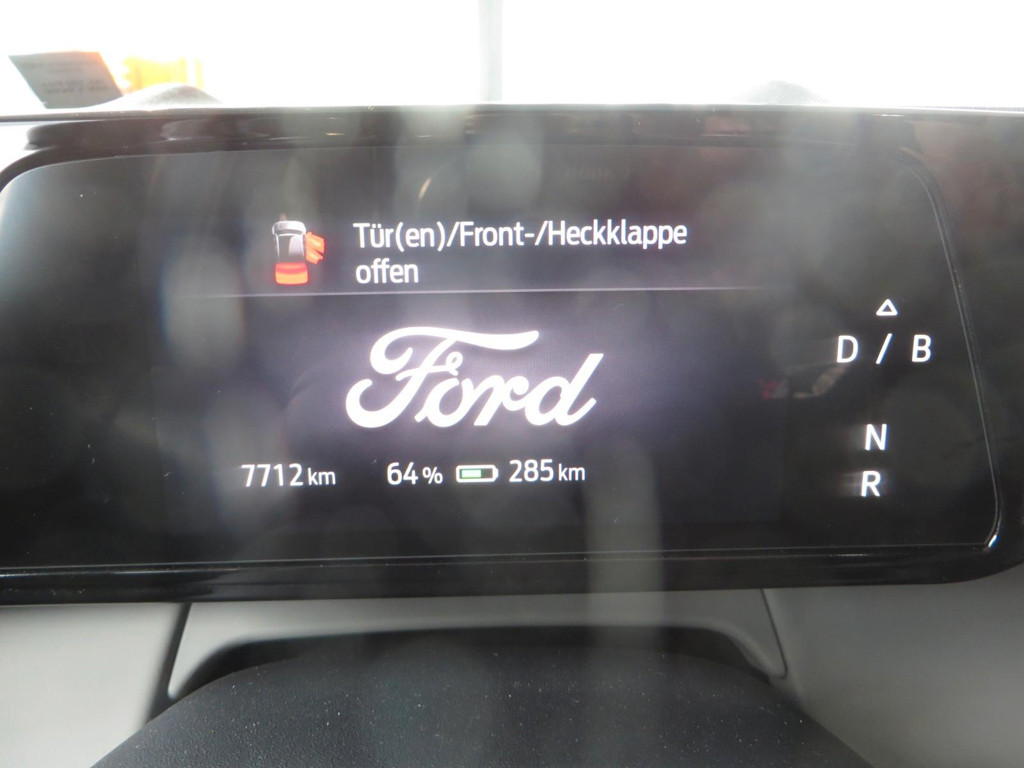 Tür(en)/Front-/Heckklappe
offen
Ford
D / B
N
R
7712 km 64 % 285 km